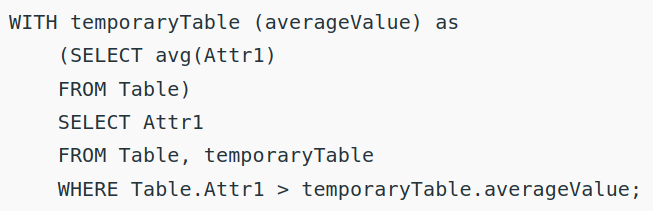 WITH temporaryTable (averageValue) as
    (SELECT avg(Attr1)
    FROM Table)
    SELECT Attr1
    FROM Table, temporaryTable
    WHERE Table.Attr1 > temporaryTable.averageValue;